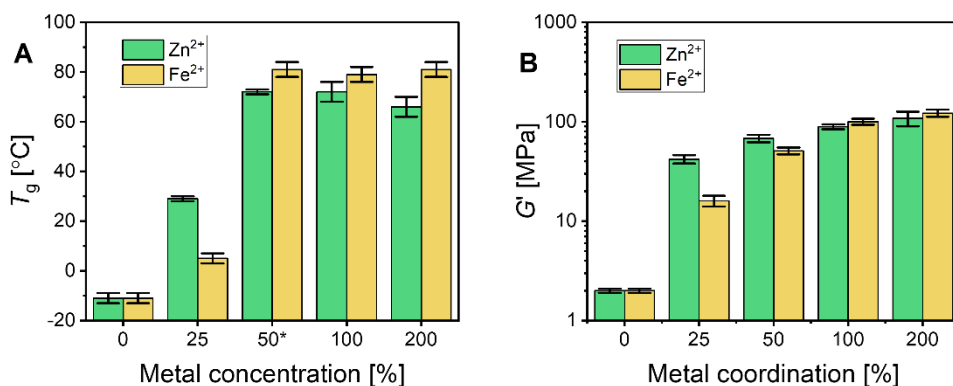 A
Zn²⁺
Fe²⁺
Tg [°C]
100
80
60
40
20
0
-20
0 25 50* 100 200
Metal concentration [%]
B
Zn²⁺
Fe²⁺
G' [MPa]
1000
100
10
1
0 25 50 100 200
Metal coordination [%]